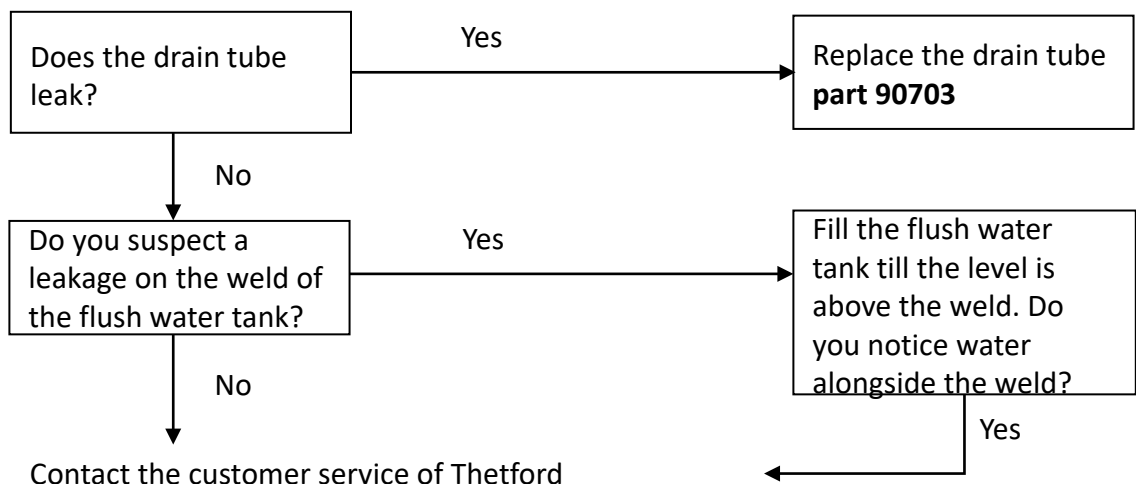 Does the drain tube
leak?
Yes
Replace the drain tube
part 90703
No
Do you suspect a
leakage on the weld of
the flush water tank?
Yes
Fill the flush water
tank till the level is
above the weld. Do
you notice water
alongside the weld?
No
Yes
Contact the customer service of Thetford